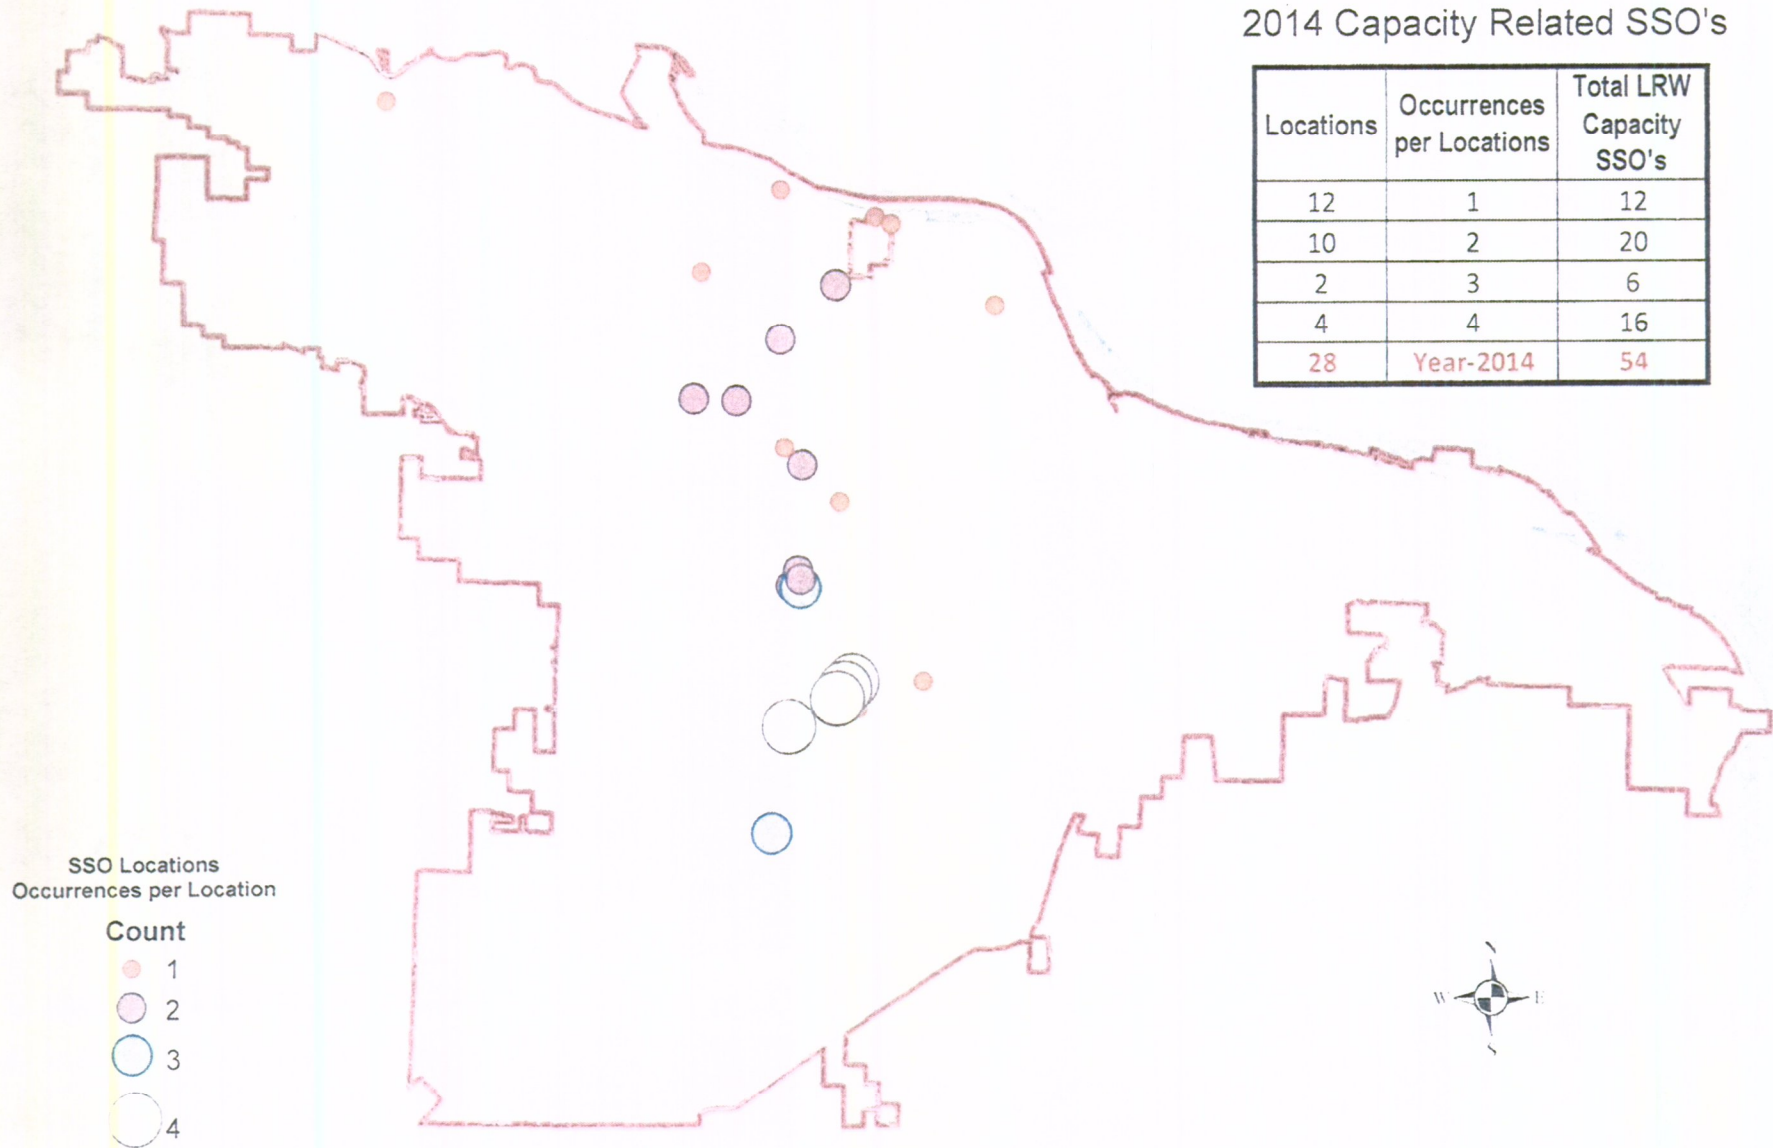 2014 Capacity Related SSO's
Locations
Occurrences
per Locations
Total LRW
Capacity
SSO's
12 1 12
10 2 20
2 3 6
4 4 16
28 Year-2014 54
SSO Locations
Occurrences per Location
Count
1
2
3
4
N
W E
S